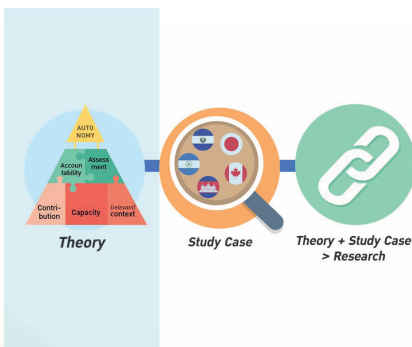 AUTO
NOMY
Accoun
tability
Assess
ment
Contri-
bution
Capacity
(relevant)
context
Theory
Study Case
Theory + Study Case
> Research